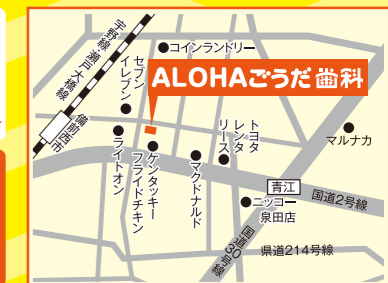 宇野線・瀬戸大橋線
備前西市
コインランドリー
セブン
イレブン
ALOHAごうだ歯科
ライトオン
ケンタッキー
フライドチキン
マクドナルド
トヨタ
レンタ
リース
マルナカ
青江
ニッコー
泉田店
国道2号線
国道30号線
県道214号線